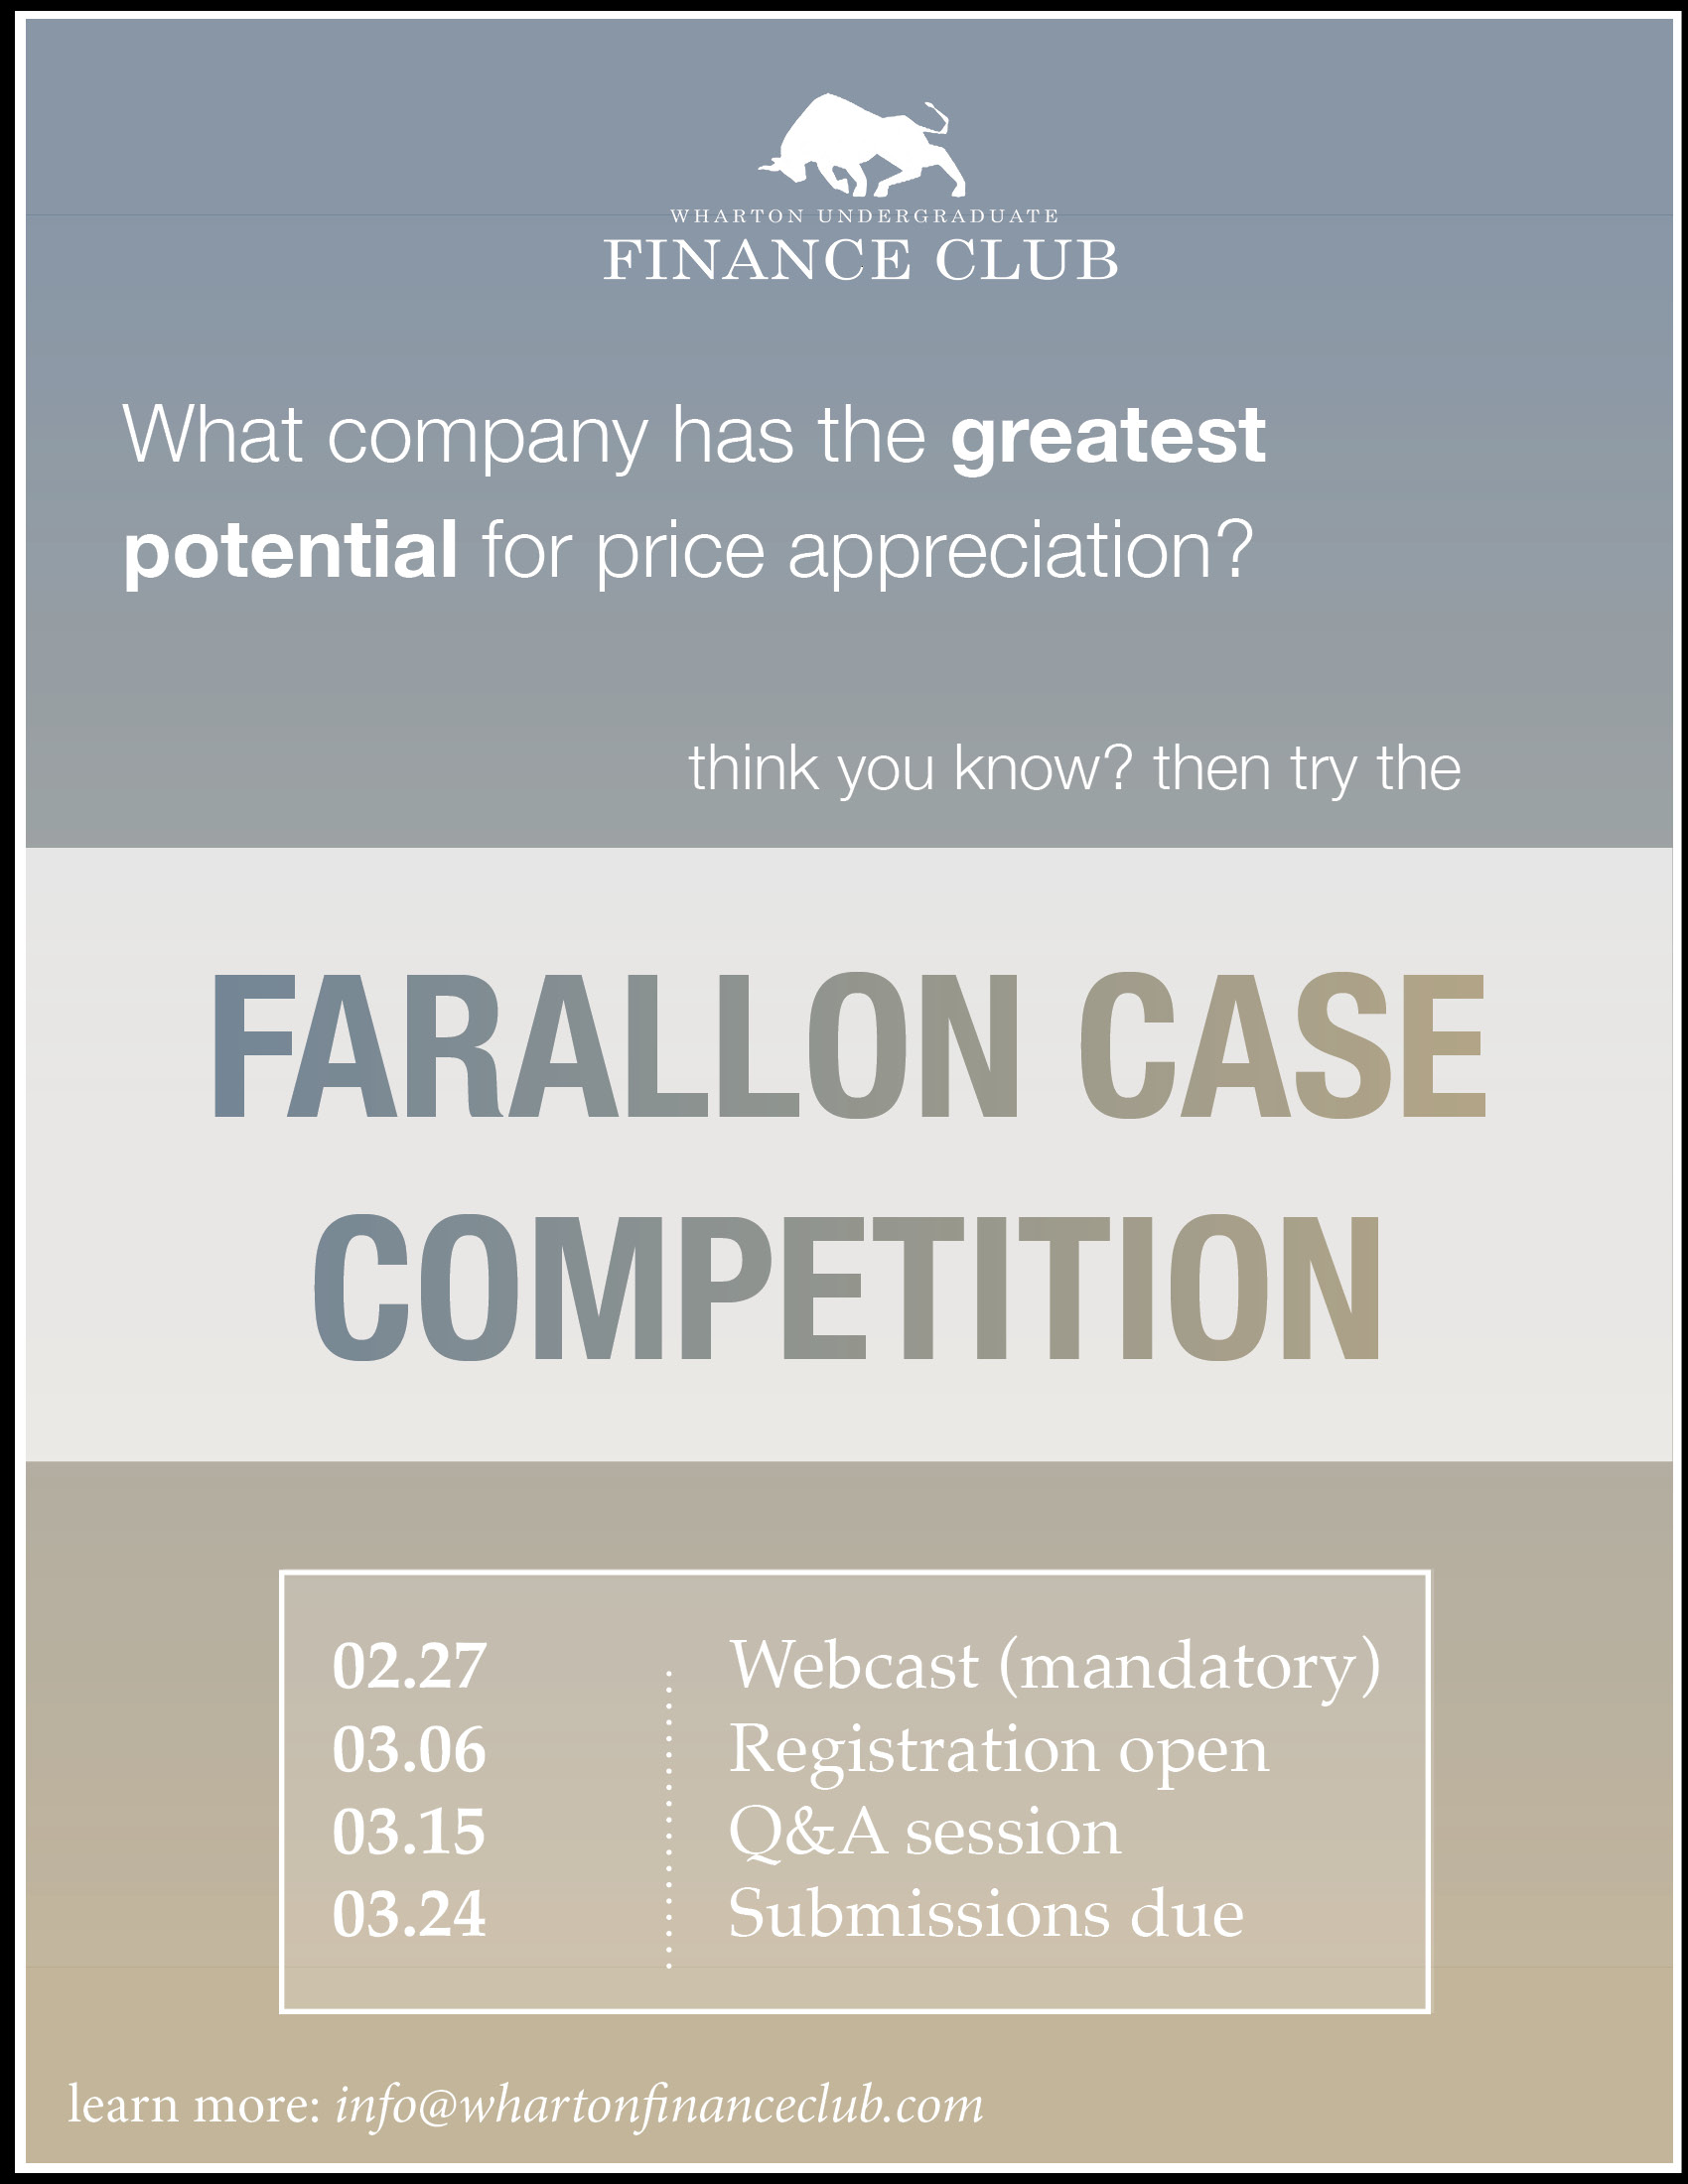 WHARTON UNDERGRADUATE
FINANCE CLUB
What company has the greatest
potential for price appreciation?
think you know? then try the
FARALLON CASE
COMPETITION
02.27 Webcast (mandatory)
03.06 Registration open
03.15 Q&A session
03.24 Submissions due
learn more: info@whartonfinanceclub.com